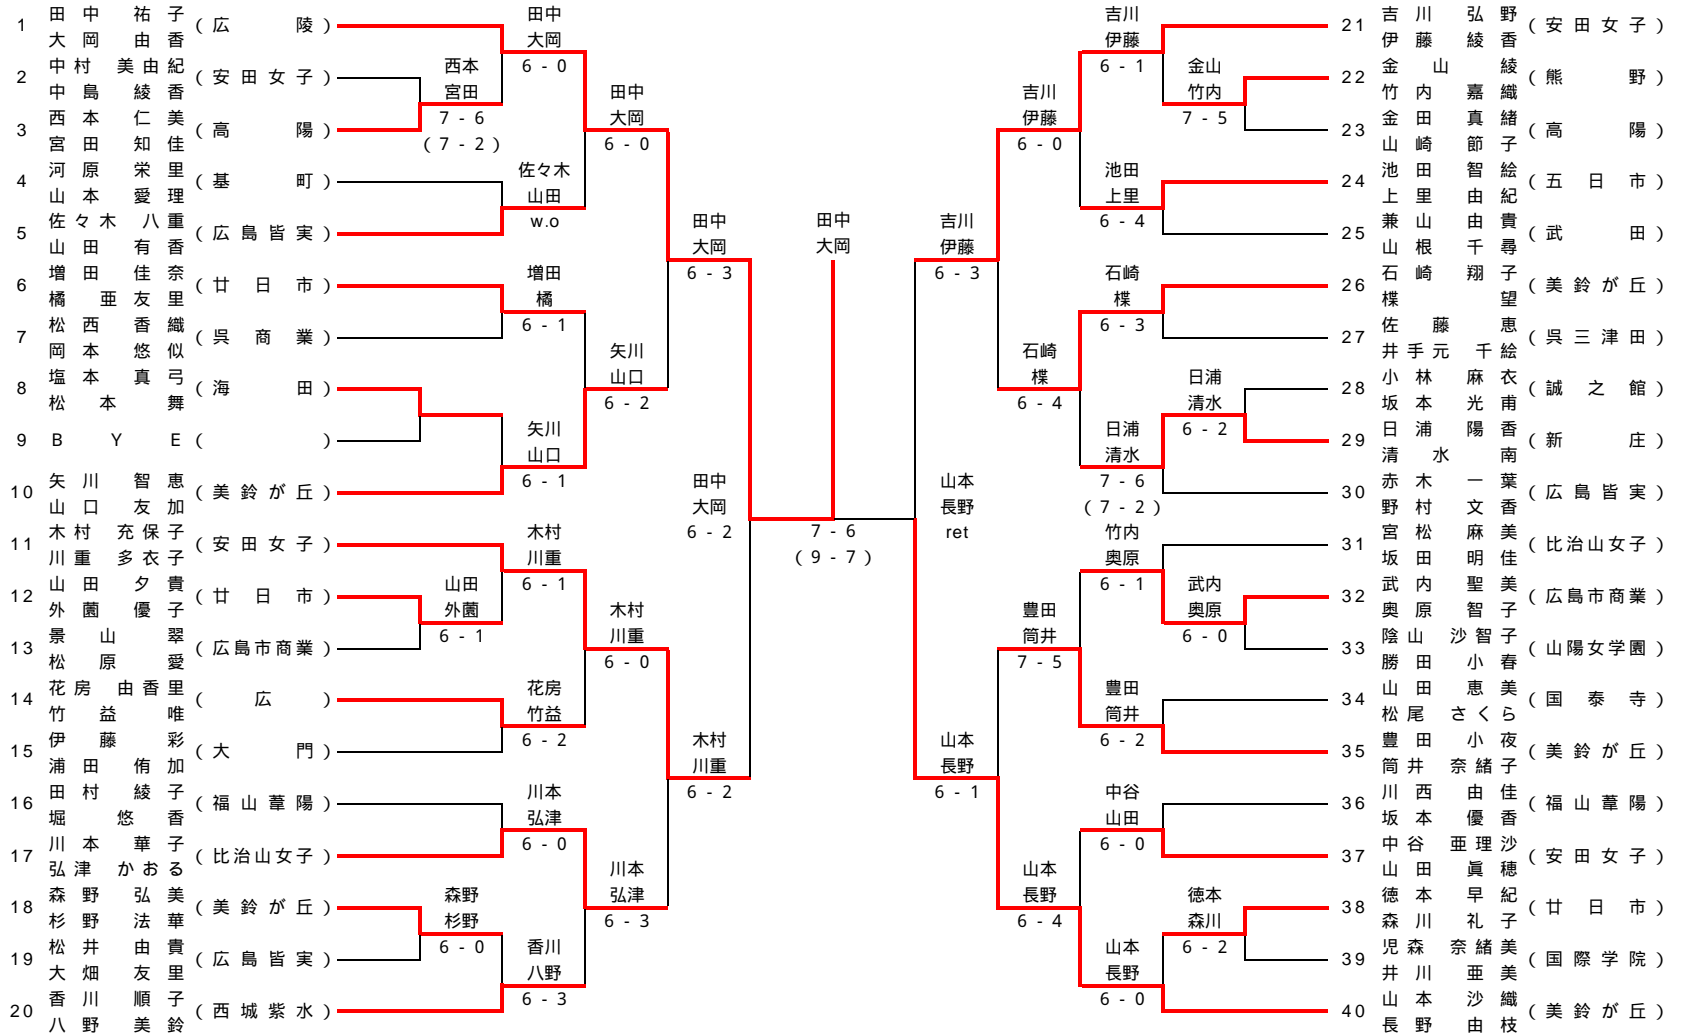 1 田中 祐子 大岡 由香 (広陵)
2 中村 美由紀 中島 綾香 (安田女子)
3 西本 仁美 宮田 知佳 (高陽)
4 河原 栄里 山本 愛理 (基町)
5 佐々木 八重 山田 有香 (広島皆実)
6 増田 佳奈 橘 亜友里 (廿日市)
7 松西 香織 岡本 悠似 (呉商業)
8 塩本 真弓 松本 舞 (海田)
9 BYE ( )
10 矢川 智恵 山口 友加 (美鈴が丘)
11 木村 充保子 川重 多衣子 (安田女子)
12 山田 夕貴 外薗 優子 (廿日市)
13 景山 翠 松原 愛 (広島市商業)
14 花房 由香里 竹益 唯 (広)
15 伊藤 彩 浦田 侑加 (大門)
16 田村 綾子 堀 悠香 (福山葦陽)
17 川本 華子 弘津 かおる (比治山女子)
18 森野 弘美 杉野 法華 (美鈴が丘)
19 松井 由貴 大畑 友里 (広島皆実)
20 香川 順子 八野 美鈴 (西城紫水)
西本 宮田 7-6 (7-2)
山田 外薗 6-1
森野 杉野 6-0
田中 大岡 6-0
佐々木 山田 w.o
増田 橘 6-1
矢川 山口 6-1
木村 川重 6-1
花房 竹益 6-2
川本 弘津 6-0
香川 八野 6-3
田中 大岡 6-0
矢川 山口 6-2
木村 川重 6-0
川本 弘津 6-3
田中 大岡 6-3
木村 川重 6-2
田中 大岡 6-2
田中 大岡
7-6
(9-7)
山本 長野 ret
吉川 伊藤 6-3
山本 長野 6-1
吉川 伊藤 6-0
石崎 楪 6-4
豊田 筒井 7-5
山本 長野 6-4
吉川 伊藤 6-1
池田 上里 6-4
石崎 楪 6-3
日浦 清水 7-6 (7-2)
竹内 奥原 6-1
豊田 筒井 6-2
中谷 山田 6-0
山本 長野 6-0
金山 竹内 7-5
日浦 清水 6-2
武内 奥原 6-0
徳本 森川 6-2
21 吉川 弘野 伊藤 綾香 (安田女子)
22 金山 綾 竹内 嘉織 (熊野)
23 金田 真緒 山崎 節子 (高陽)
24 池田 智絵 上里 由紀 (五日市)
25 兼山 由貴 山根 千尋 (武田)
26 石崎 翔子 楪 望 (美鈴が丘)
27 佐藤 恵 井手元 千絵 (呉三津田)
28 小林 麻衣 坂本 光甫 (誠之館)
29 日浦 陽香 清水 南 (新庄)
30 赤木 一葉 野村 文香 (広島皆実)
31 宮松 麻美 坂田 明佳 (比治山女子)
32 武内 聖美 奥原 智子 (広島市商業)
33 陰山 沙智子 勝田 小春 (山陽女学園)
34 山田 恵美 松尾 さくら (国泰寺)
35 豊田 小夜 筒井 奈緒子 (美鈴が丘)
36 川西 由佳 坂本 優香 (福山葦陽)
37 中谷 亜理沙 山田 眞穂 (安田女子)
38 徳本 早紀 森川 礼子 (廿日市)
39 児森 奈緒美 井川 亜美 (国際学院)
40 山本 沙織 長野 由枝 (美鈴が丘)